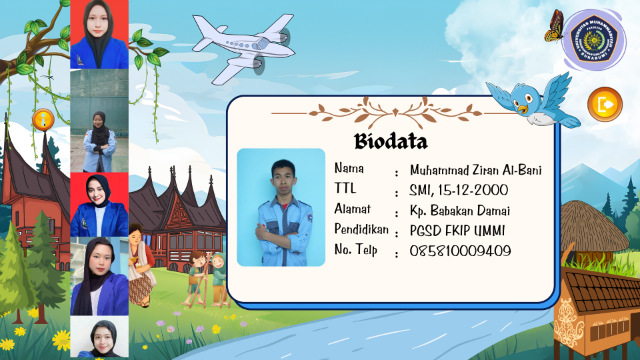 Biodata
Nama : Muhammad Ziran Al-Bani
TTL : SMI, 15-12-2000
Alamat : Kp. Babakan Damai
Pendidikan : PGSD FKIP UMMI
No. Telp : 085810009409